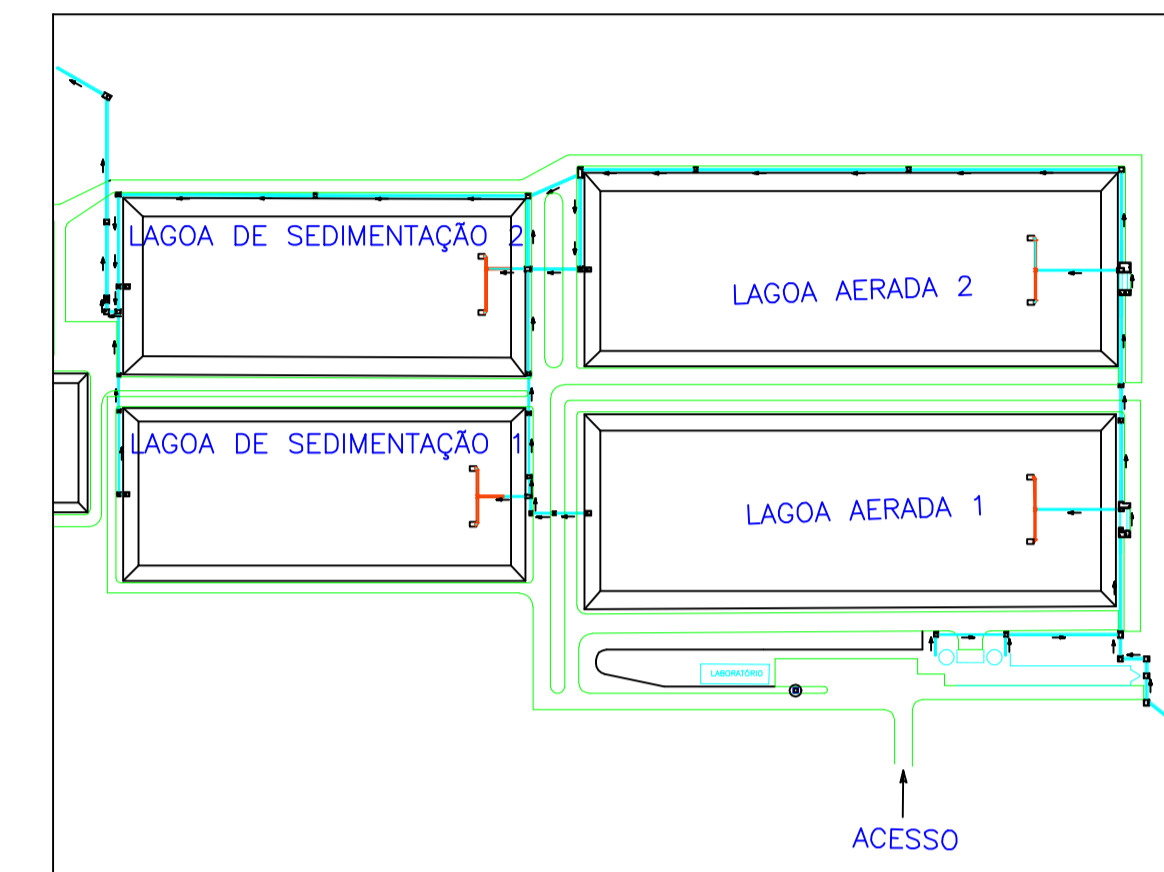 LAGOA DE SEDIMENTAÇÃO 2
LAGOA AERADA 2
LAGOA DE SEDIMENTAÇÃO 1
LAGOA AERADA 1
LABORATÓRIO
ACESSO